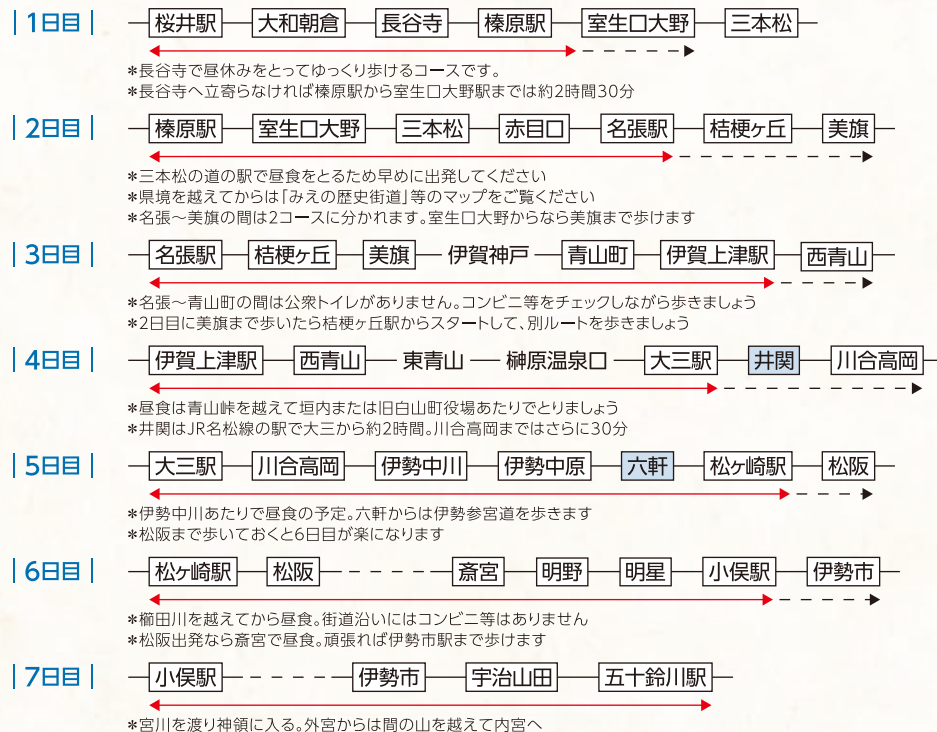 1日目 桜井駅 大和朝倉 長谷寺 榛原駅 室生口大野 三本松
*長谷寺で昼休みをとってゆっくり歩けるコースです。
*長谷寺へ立寄らなければ榛原駅から室生口大野駅までは約2時間30分
2日目 榛原駅 室生口大野 三本松 赤目口 名張駅 桔梗ヶ丘 美旗
*三本松の道の駅で昼食をとるため早めに出発してください
*県境を越えてからは「みえの歴史街道」等のマップをご覧ください
*名張～美旗の間は2コースに分かれます。室生口大野からなら美旗まで歩けます
3日目 名張駅 桔梗ヶ丘 美旗 伊賀神戸 青山町 伊賀上津駅 西青山
*名張～青山町の間は公衆トイレがありません。コンビニ等をチェックしながら歩きましょう
*2日目に美旗まで歩いたら桔梗ヶ丘駅からスタートして、別ルートを歩きましょう
4日目 伊賀上津駅 西青山 東青山 榊原温泉口 大三駅 井関 川合高岡
*昼食は青山峠を越えて垣内または旧白山町役場あたりでとりましょう
*井関はJR名松線の駅で大三から約2時間。川合高岡まではさらに30分
5日目 大三駅 川合高岡 伊勢中川 伊勢中原 六軒 松ヶ崎駅 松阪
*伊勢中川あたりで昼食の予定。六軒からは伊勢参宮道を歩きます
*松阪まで歩いておくと6日目が楽になります
6日目 松ヶ崎駅 松阪 斎宮 明野 明星 小俣駅 伊勢市
*櫛田川を越えてから昼食。街道沿いにはコンビニ等はありません
*松阪出発なら斎宮で昼食。頑張れば伊勢市駅まで歩けます
7日目 小俣駅 伊勢市 宇治山田 五十鈴川駅
*宮川を渡り神領に入る。外宮からは間の山を越えて内宮へ